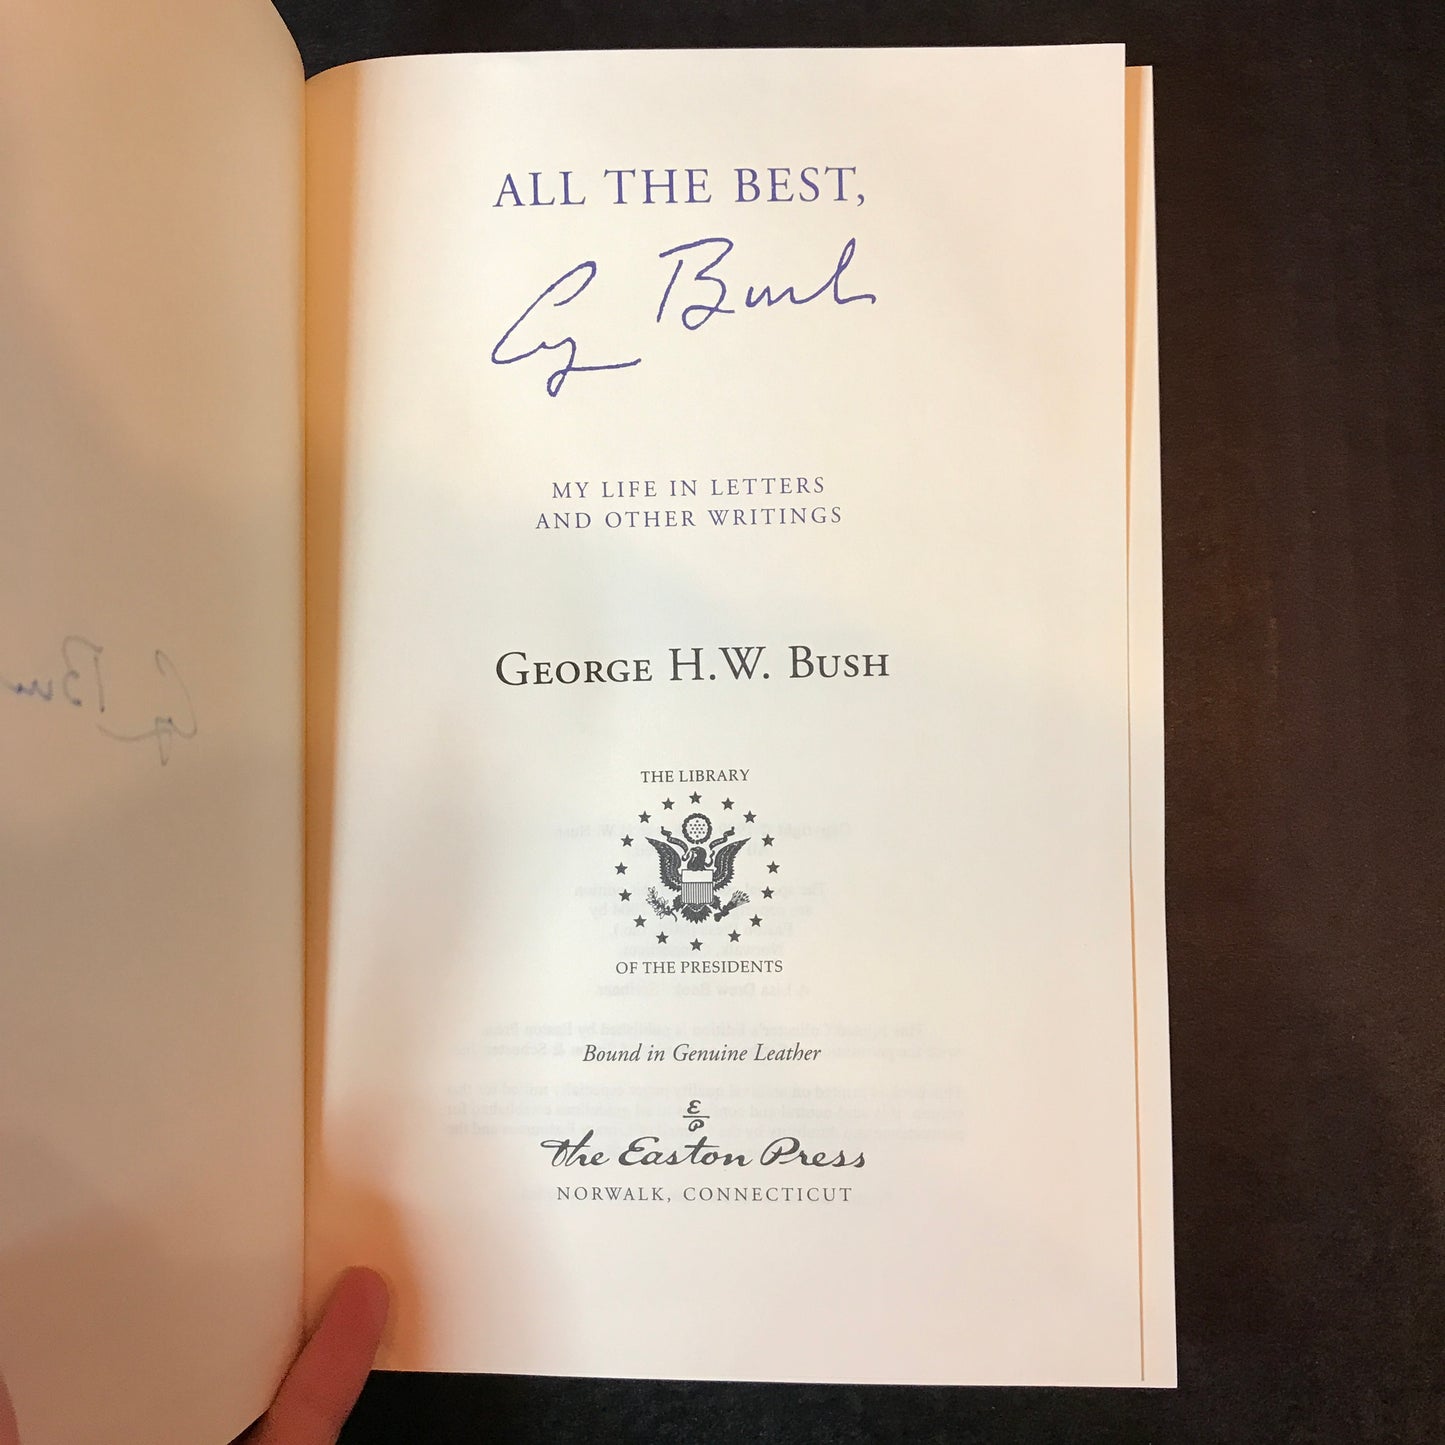 ALL THE BEST,
G Bush
MY LIFE IN LETTERS
AND OTHER WRITINGS
GEORGE H.W. BUSH
THE LIBRARY
OF THE PRESIDENTS
Bound in Genuine Leather
E
P
The Easton Press
NORWALK, CONNECTICUT